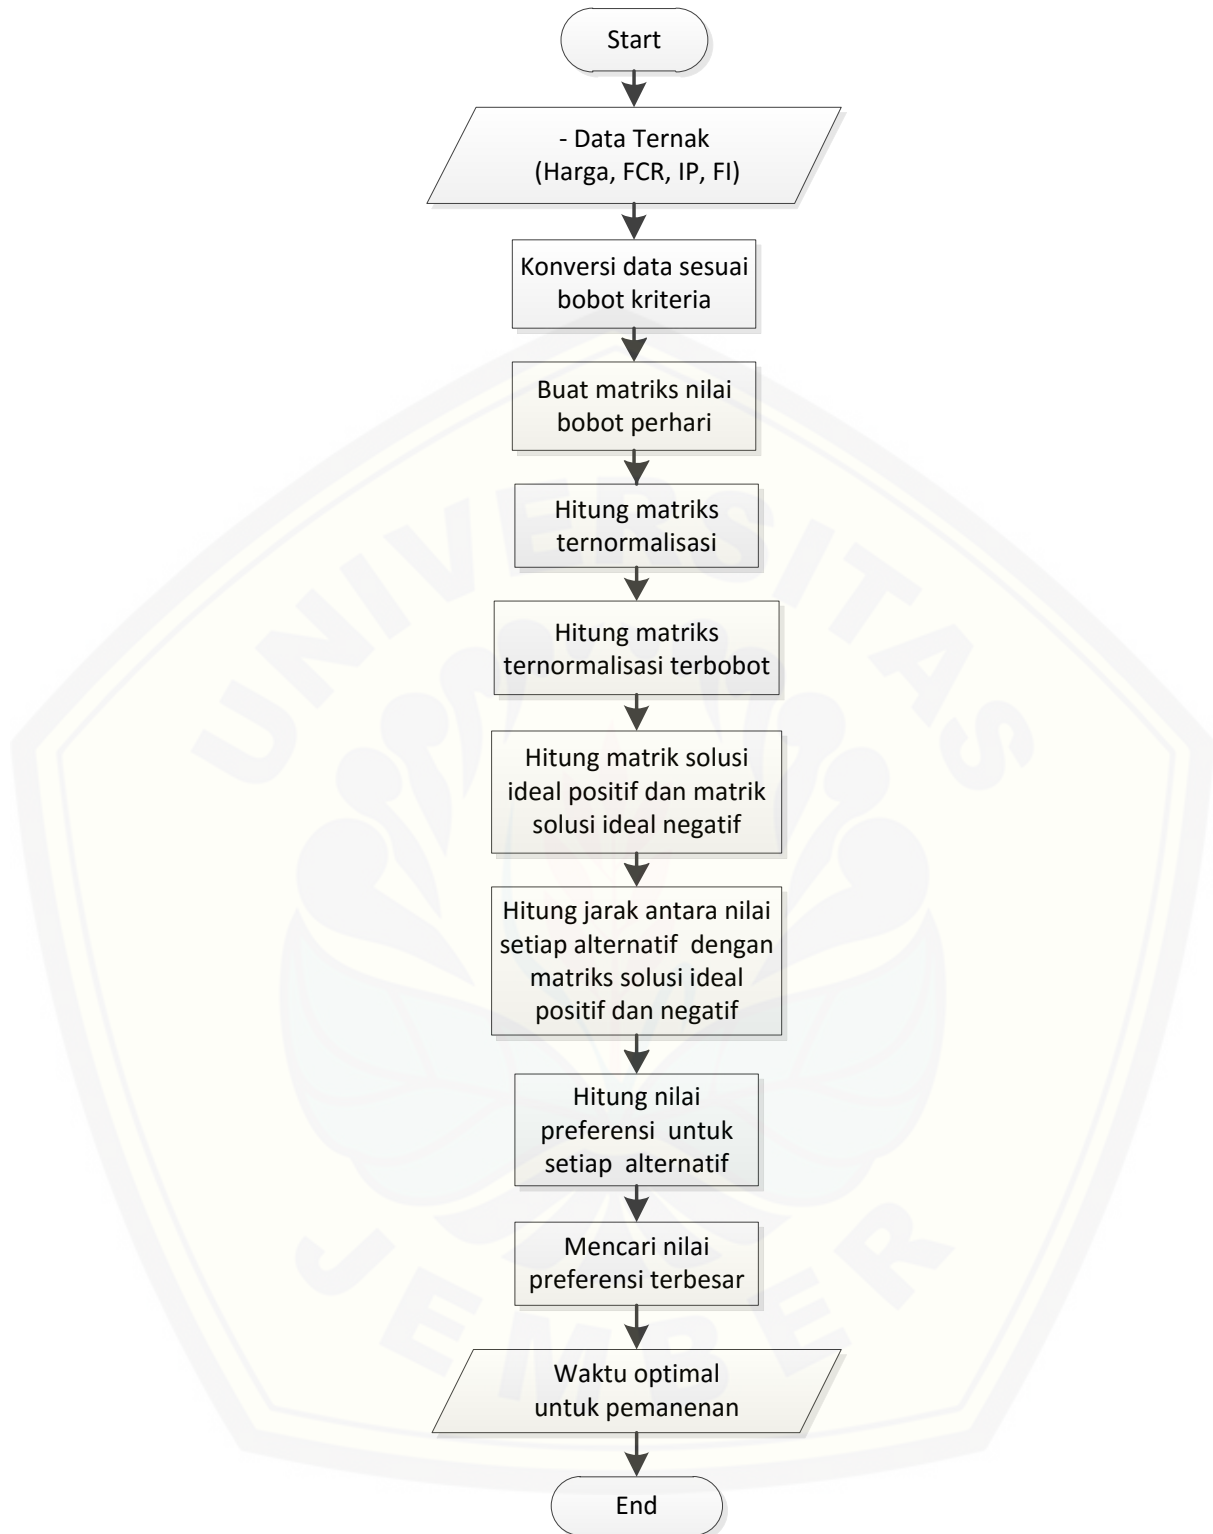 Start
- Data Ternak
(Harga, FCR, IP, FI)
Konversi data sesuai
bobot kriteria
Buat matriks nilai
bobot perhari
Hitung matriks
ternormalisasi
Hitung matriks
ternormalisasi terbobot
Hitung matrik solusi
ideal positif dan matrik
solusi ideal negatif
Hitung jarak antara nilai
setiap alternatif dengan
matriks solusi ideal
positif dan negatif
Hitung nilai
preferensi untuk
setiap alternatif
Mencari nilai
preferensi terbesar
Waktu optimal
untuk pemanenan
End
UNIVERSITAS
JEMBER